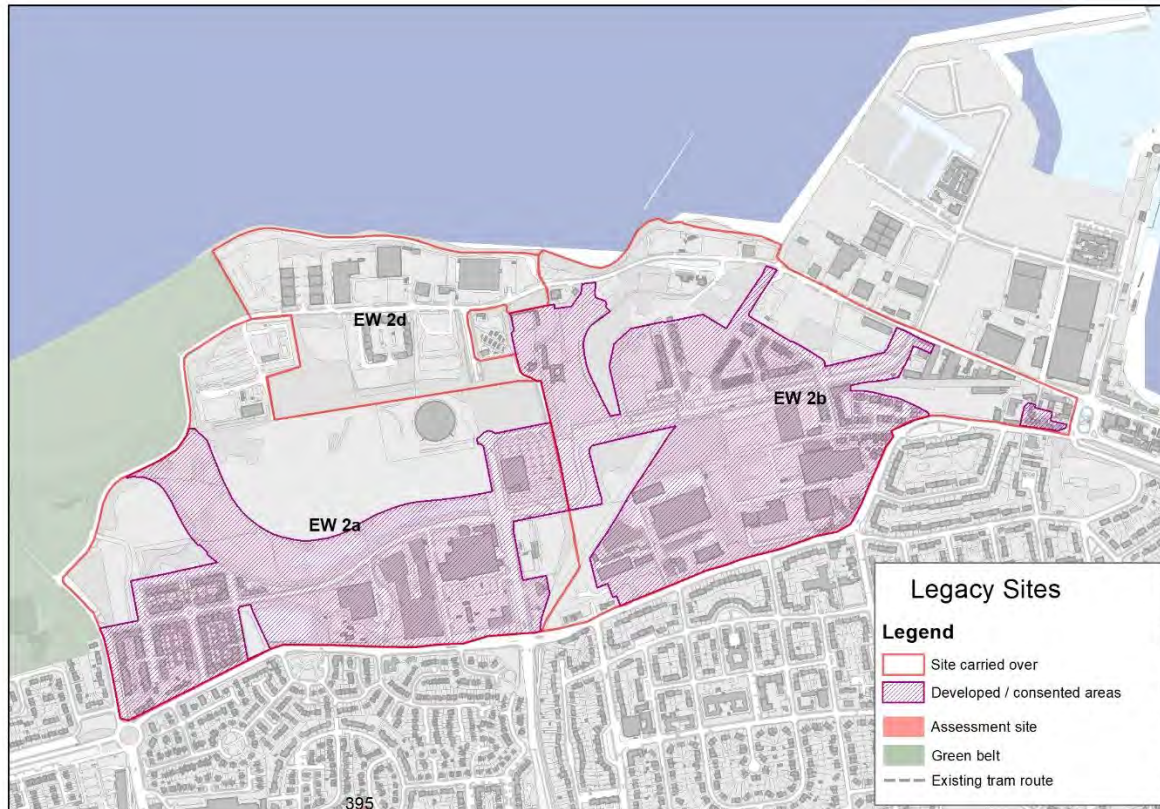 EW 2d
EW 2b
EW 2a
Legacy Sites
Legend
Site carried over
Developed / consented areas
Assessment site
Green belt
Existing tram route
395